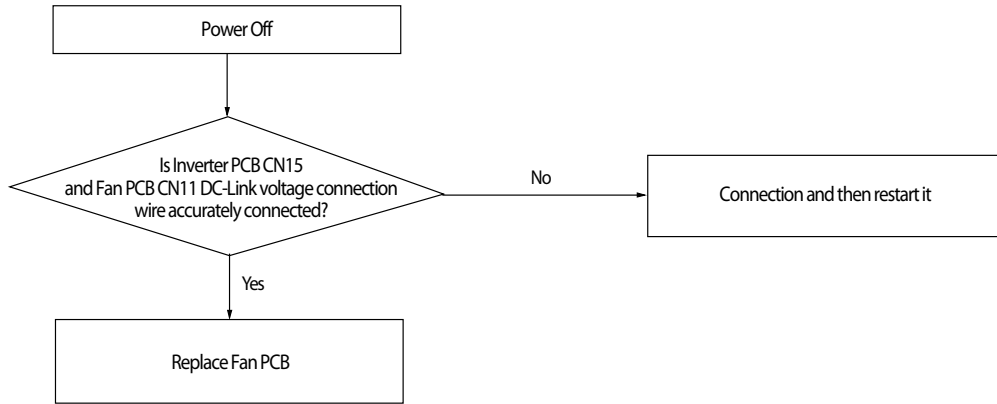 Power Off
Is Inverter PCB CN15
and Fan PCB CN11 DC-Link voltage connection
wire accurately connected?
No
Connection and then restart it
Yes
Replace Fan PCB